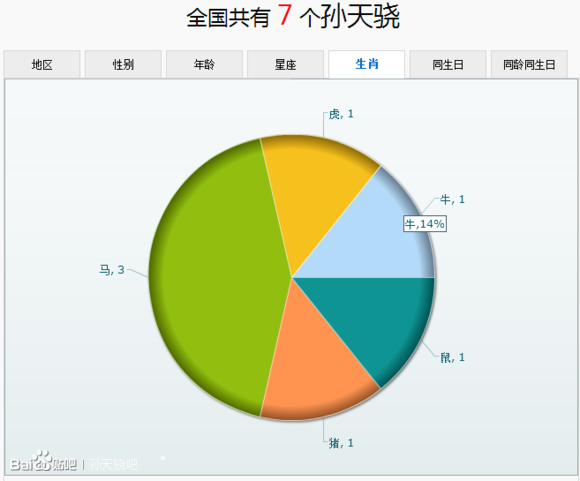 全国共有 7 个孙天骁
地区 性别 年龄 星座 生肖 同生日 同龄同生日
虎, 1
牛, 1
牛,14%
马, 3
鼠, 1
猪, 1
Baidu贴吧 | 孙天骁吧